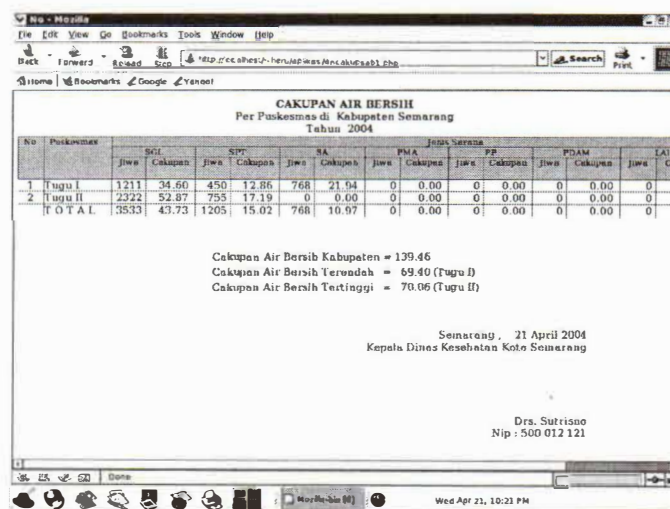 No - Mozilla
File Edit View Go Bookmarks Tools Window Help
Back Forward Reload Stop Search Print
Home Bookmarks Google Yahoo!
CAKUPAN AIR BERSIH
Per Puskesmas di Kabupaten Semarang
Tahun 2004
No Puskesmas Jenis Sarana
SGL SPT SA PMA PP PDAM
Jiwa Cakupan Jiwa Cakupan Jiwa Cakupan Jiwa Cakupan Jiwa Cakupan Jiwa Cakupan Jiwa
1 Tugu I 1211 34.60 450 12.86 768 21.94 0 0.00 0 0.00 0 0.00 0
2 Tugu II 2322 52.87 755 17.19 0 0.00 0 0.00 0 0.00 0 0.00 0
T O T A L 3533 43.73 1205 15.02 768 10.97 0 0.00 0 0.00 0 0.00 0
Cakupan Air Bersih Kabupaten = 139.46
Cakupan Air Bersih Terendah = 69.40 (Tugu I)
Cakupan Air Bersih Tertinggi = 70.06 (Tugu II)
Semarang , 21 April 2004
Kepala Dinas Kesehatan Kota Semarang
Drs. Sutrisno
Nip : 500 012 121
Done
Wed Apr 21, 10:21 PM